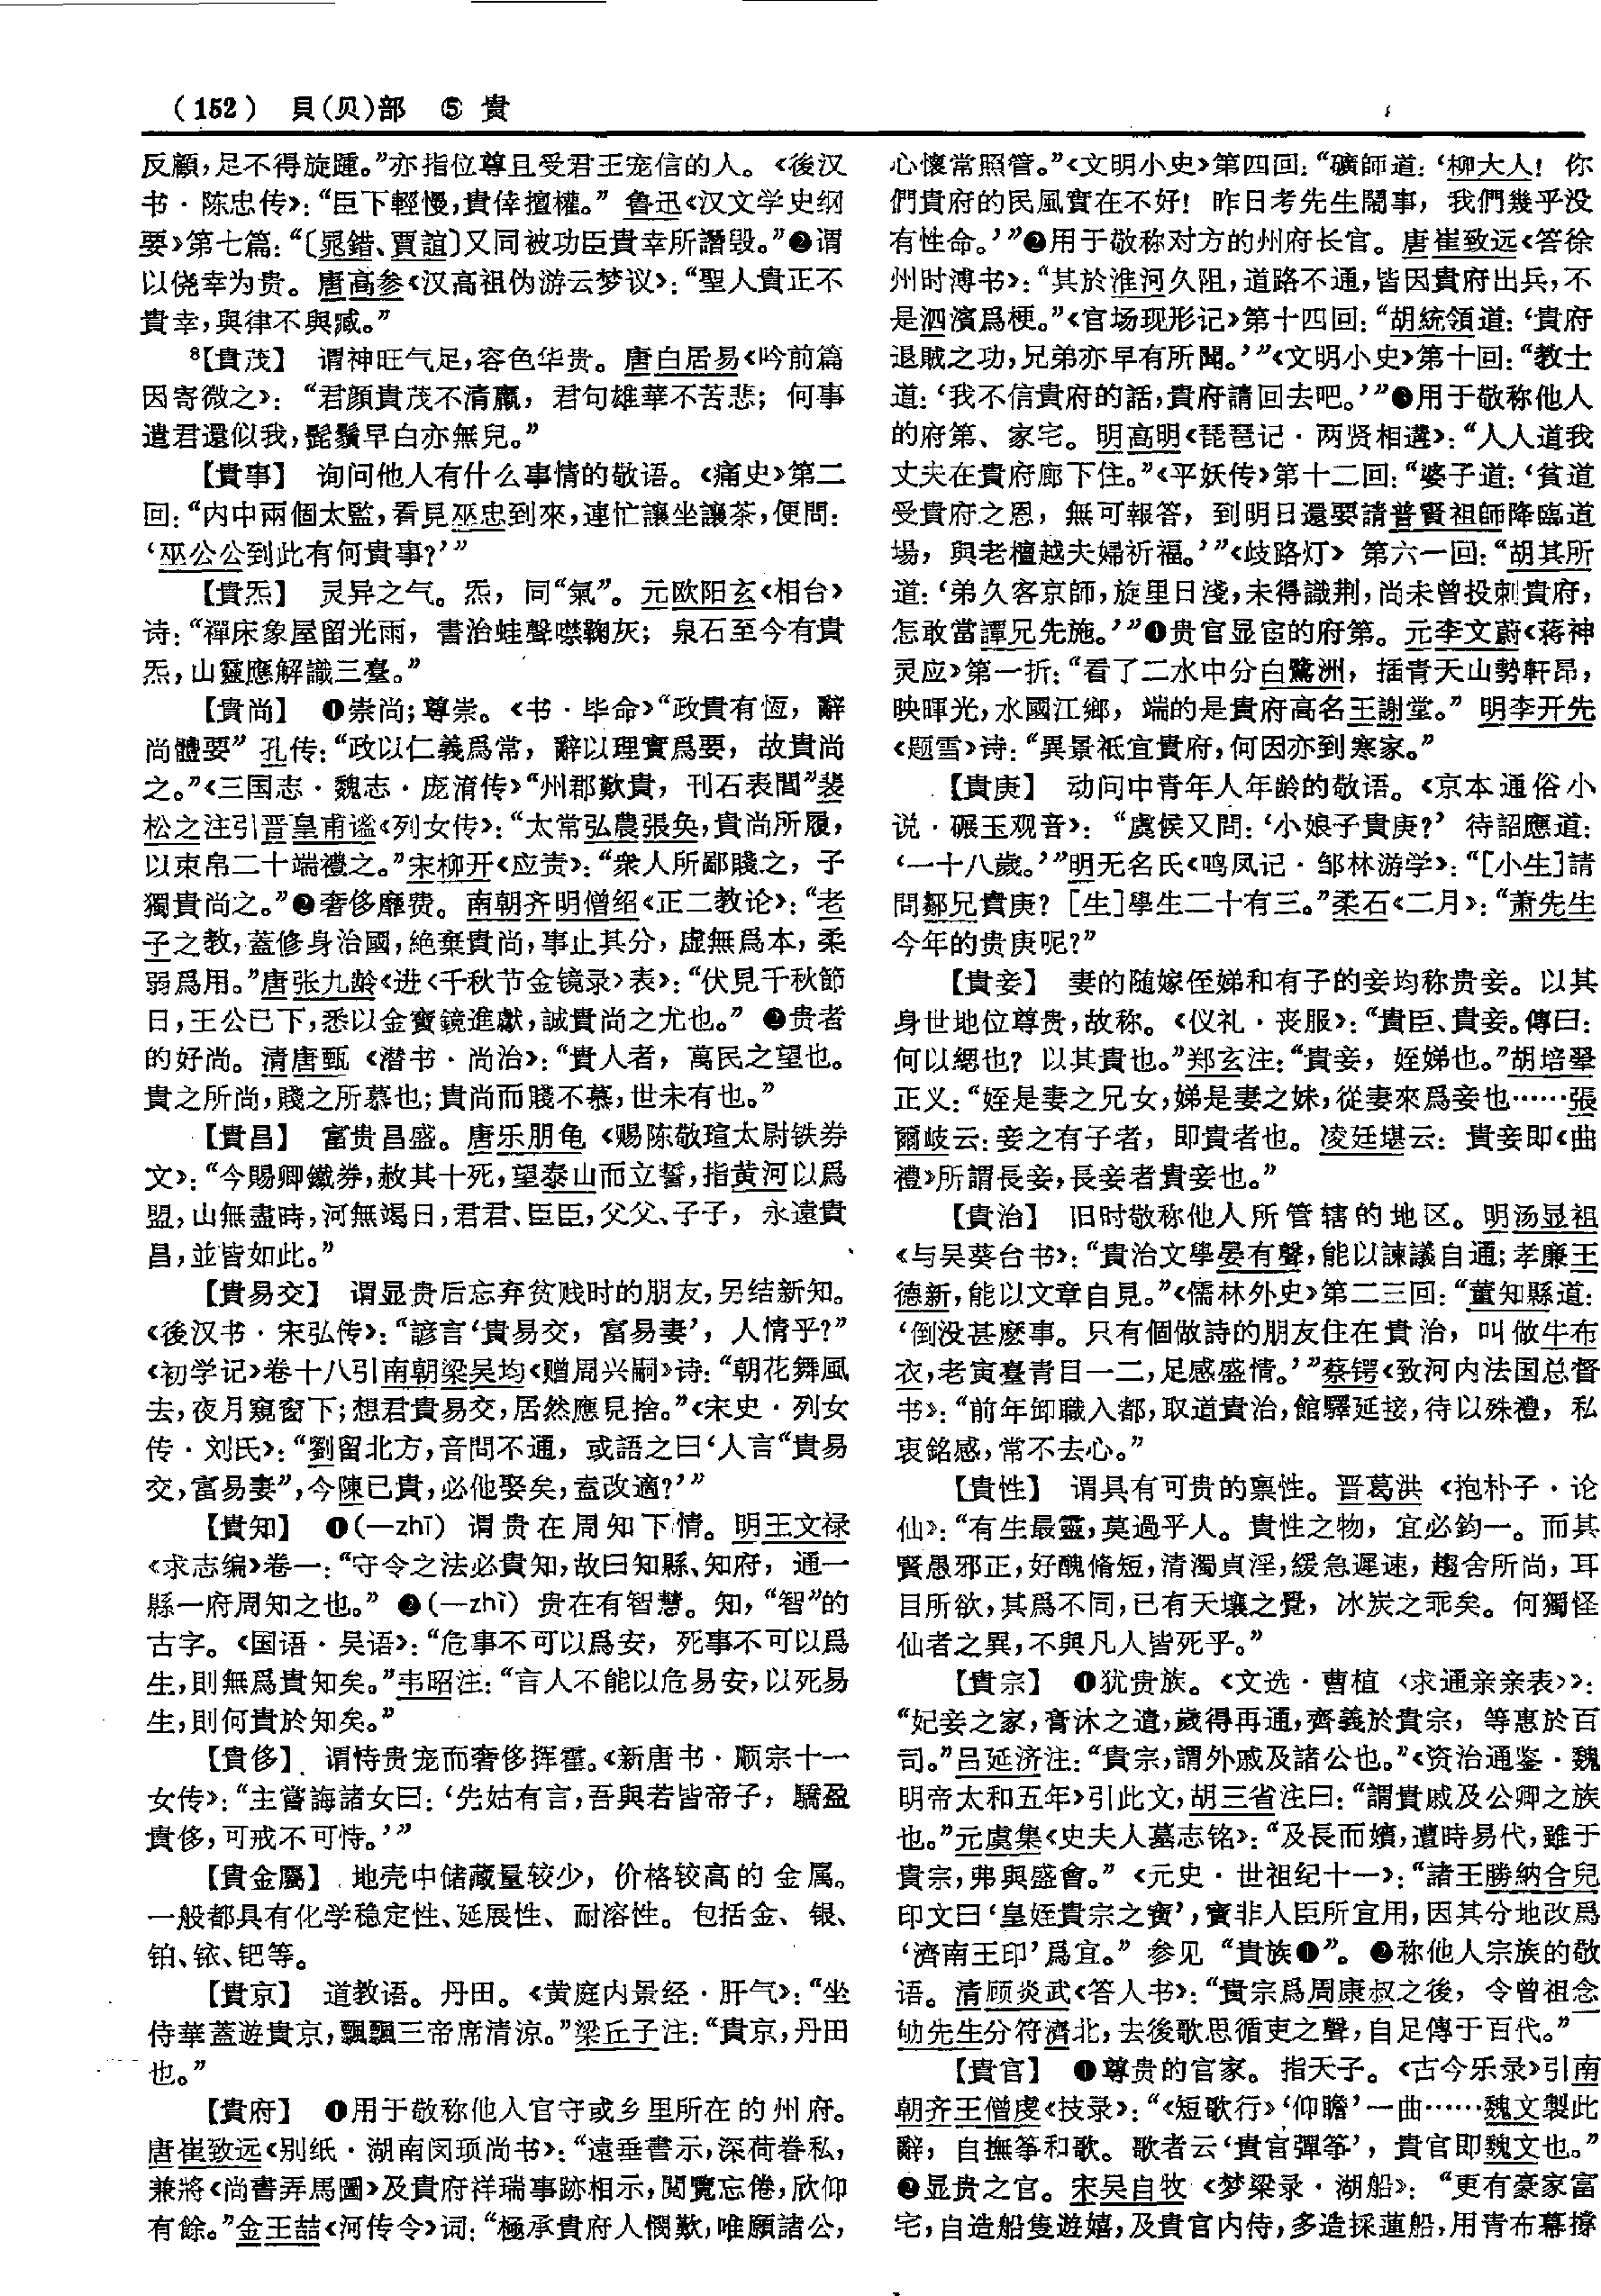 （152） 貝（贝）部 ⑤ 貴
反顧，足不得旋踵。”亦指位尊且受君王宠信的人。《後汉
书·陈忠传》：“臣下輕慢，貴倖擅權。” 鲁迅《汉文学史纲
要》第七篇：“〔晁錯、賈誼〕又同被功臣貴幸所譖毁。”❷谓
以侥幸为贵。唐高参《汉高祖伪游云梦议》：“聖人貴正不
貴幸，與律不與臧。”
⁸【貴茂】 谓神旺气足，容色华贵。唐白居易《吟前篇
因寄微之》：“君顔貴茂不清羸，君句雄華不苦悲；何事
遣君還似我，髭鬚早白亦無兒。”
【貴事】 询问他人有什么事情的敬语。《痛史》第二
回：“内中兩個太監，看見巫忠到來，連忙讓坐讓茶，便問：
‘巫公公到此有何貴事？’”
【貴炁】 灵异之气。炁，同“氣”。元欧阳玄《相台》
诗：“禪床象屋留光雨，書治蛙聲噤鞠灰；泉石至今有貴
炁，山靈應解識三臺。”
【貴尚】 ❶崇尚；尊崇。《书·毕命》“政貴有恆，辭
尚體要” 孔传：“政以仁義爲常，辭以理實爲要，故貴尚
之。”《三国志·魏志·庞淯传》“州郡歎貴，刊石表閭”裴
松之注引晋皇甫谧《列女传》：“太常弘農張奂，貴尚所履，
以束帛二十端禮之。”宋柳开《应责》：“衆人所鄙賤之，子
獨貴尚之。”❷奢侈靡费。南朝齐明僧绍《正二教论》：“老
子之教，蓋修身治國，絶棄貴尚，事止其分，虚無爲本，柔
弱爲用。”唐张九龄《进〈千秋节金镜录〉表》：“伏見千秋節
日，王公已下，悉以金寶鏡進獻，誠貴尚之尤也。” ❸贵者
的好尚。清唐甄《潜书·尚治》：“貴人者，萬民之望也。
貴之所尚，賤之所慕也；貴尚而賤不慕，世未有也。”
【貴昌】 富贵昌盛。唐乐朋龟《赐陈敬瑄太尉铁券
文》：“今賜卿鐵券，赦其十死，望泰山而立誓，指黄河以爲
盟，山無盡時，河無竭日，君君、臣臣，父父、子子，永遠貴
昌，並皆如此。”
【貴易交】 谓显贵后忘弃贫贱时的朋友，另结新知。
《後汉书·宋弘传》：“諺言‘貴易交，富易妻’，人情乎？”
《初学记》卷十八引南朝梁吴均《赠周兴嗣》诗：“朝花舞風
去，夜月窺窗下；想君貴易交，居然應見捨。”《宋史·列女
传·刘氏》：“劉留北方，音問不通，或語之曰‘人言“貴易
交，富易妻”，今陳已貴，必他娶矣，盍改適？’”
【貴知】 ❶（—zhī）谓贵在周知下情。明王文禄
《求志编》卷一：“守令之法必貴知，故曰知縣、知府，通一
縣一府周知之也。” ❷（—zhì）贵在有智慧。知，“智”的
古字。《国语·吴语》：“危事不可以爲安，死事不可以爲
生，則無爲貴知矣。”韦昭注：“言人不能以危易安，以死易
生，則何貴於知矣。”
【貴侈】 谓恃贵宠而奢侈挥霍。《新唐书·顺宗十一
女传》：“主嘗誨諸女曰：‘先姑有言，吾與若皆帝子，驕盈
貴侈，可戒不可恃。’”
【貴金屬】 地壳中储藏量较少，价格较高的金属。
一般都具有化学稳定性、延展性、耐溶性。包括金、银、
铂、铱、钯等。
【貴京】 道教语。丹田。《黄庭内景经·肝气》：“坐
侍華蓋遊貴京，飄飄三帝席清涼。”梁丘子注：“貴京，丹田
也。”
【貴府】 ❶用于敬称他人官守或乡里所在的州府。
唐崔致远《别纸·湖南闵顼尚书》：“遠垂書示，深荷眷私，
兼將《尚書弄馬圖》及貴府祥瑞事跡相示，閲覽忘倦，欣仰
有餘。”金王喆《河传令》词：“極承貴府人憫歎，唯願諸公，
心懷常照管。”《文明小史》第四回：“礦師道：‘柳大人！你
們貴府的民風實在不好！昨日考先生鬧事，我們幾乎没
有性命。’”❷用于敬称对方的州府长官。唐崔致远《答徐
州时溥书》：“其於淮河久阻，道路不通，皆因貴府出兵，不
是泗濱爲梗。”《官场现形记》第十四回：“胡統領道：‘貴府
退賊之功，兄弟亦早有所聞。’”《文明小史》第十回：“教士
道：‘我不信貴府的話，貴府請回去吧。’”❸用于敬称他人
的府第、家宅。明高明《琵琶记·两贤相遘》：“人人道我
丈夫在貴府廊下住。”《平妖传》第十二回：“婆子道：‘貧道
受貴府之恩，無可報答，到明日還要請普賢祖師降臨道
場，與老檀越夫婦祈福。’”《歧路灯》第六一回：“胡其所
道：‘弟久客京師，旋里日淺，未得識荆，尚未曾投刺貴府，
怎敢當譚兄先施。’”❹贵官显宦的府第。元李文蔚《蒋神
灵应》第一折：“看了二水中分白鷺洲，插青天山勢軒昂，
映暉光，水國江鄉，端的是貴府高名王謝堂。” 明李开先
《题雪》诗：“異景衹宜貴府，何因亦到寒家。”
【貴庚】 动问中青年人年龄的敬语。《京本通俗小
说·碾玉观音》：“虞候又問：‘小娘子貴庚？’待詔應道：
‘一十八歲。’”明无名氏《鸣凤记·邹林游学》：“［小生］請
問鄒兄貴庚？［生］學生二十有三。”柔石《二月》：“萧先生
今年的贵庚呢？”
【貴妾】 妻的随嫁侄娣和有子的妾均称贵妾。以其
身世地位尊贵，故称。《仪礼·丧服》：“貴臣、貴妾。傳曰：
何以緦也？以其貴也。”郑玄注：“貴妾，姪娣也。”胡培翬
正义：“姪是妻之兄女，娣是妻之妹，從妻來爲妾也……張
爾岐云：妾之有子者，即貴者也。凌廷堪云：貴妾即《曲
禮》所謂長妾，長妾者貴妾也。”
【貴治】 旧时敬称他人所管辖的地区。明汤显祖
《与吴葵台书》：“貴治文學晏有聲，能以諫議自通；孝廉王
德新，能以文章自見。”《儒林外史》第二三回：“董知縣道：
‘倒没甚麽事。只有個做詩的朋友住在貴治，叫做牛布
衣，老寅臺青目一二，足感盛情。’”蔡锷《致河内法国总督
书》：“前年卸職入都，取道貴治，館驛延接，待以殊禮，私
衷銘感，常不去心。”
【貴性】 谓具有可贵的禀性。晋葛洪《抱朴子·论
仙》：“有生最靈，莫過乎人。貴性之物，宜必鈞一。而其
賢愚邪正，好醜脩短，清濁貞淫，緩急遲速，趨舍所尚，耳
目所欲，其爲不同，已有天壤之覺，冰炭之乖矣。何獨怪
仙者之異，不與凡人皆死乎。”
【貴宗】 ❶犹贵族。《文选·曹植〈求通亲亲表〉》：
“妃妾之家，膏沐之遺，歲得再通，齊義於貴宗，等惠於百
司。”吕延济注：“貴宗，謂外戚及諸公也。”《资治通鉴·魏
明帝太和五年》引此文，胡三省注曰：“謂貴戚及公卿之族
也。”元虞集《史夫人墓志铭》：“及長而嬪，遭時易代，雖于
貴宗，弗與盛會。”《元史·世祖纪十一》：“諸王勝納合兒
印文曰‘皇姪貴宗之寶’，寶非人臣所宜用，因其分地改爲
‘濟南王印’爲宜。” 参见“貴族❶”。❷称他人宗族的敬
语。清顾炎武《答人书》：“貴宗爲周康叔之後，令曾祖念
劬先生分符濟北，去後歌思循吏之聲，自足傳于百代。”
【貴官】 ❶尊贵的官家。指天子。《古今乐录》引南
朝齐王僧虔《技录》：“《短歌行》‘仰瞻’一曲……魏文製此
辭，自撫筝和歌。歌者云‘貴官彈筝’，貴官即魏文也。”
❷显贵之官。宋吴自牧《梦粱录·湖船》：“更有豪家富
宅，自造船隻遊嬉，及貴官内侍，多造採蓮船，用青布幕撐